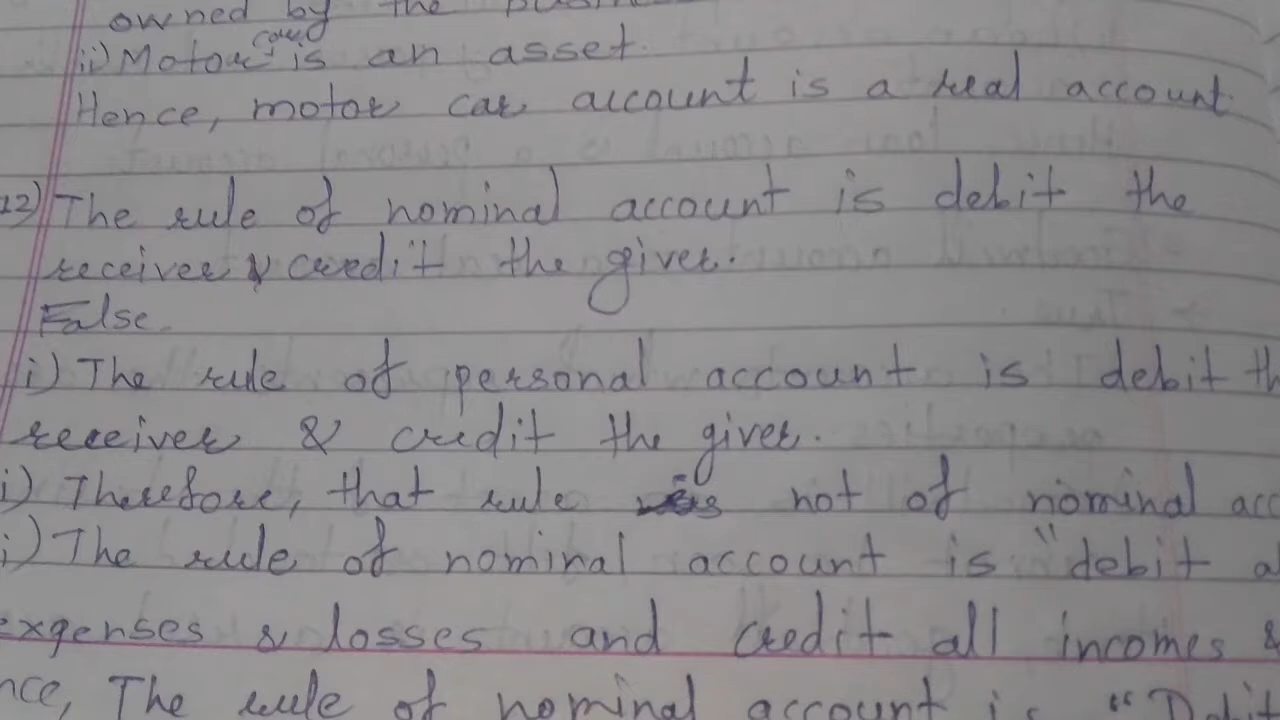 owned by the
ii) Motor car is an asset.
Hence, motor car account is a real account.
12) The rule of nominal account is debit the
receiver & credit the giver.
False.
i) The rule of personal account is debit th
receiver & credit the giver.
i) Therefore, that rule is not of nominal acc
i) The rule of nominal account is "debit al
expenses & losses and credit all incomes &
nce, The rule of nominal account is "Debit